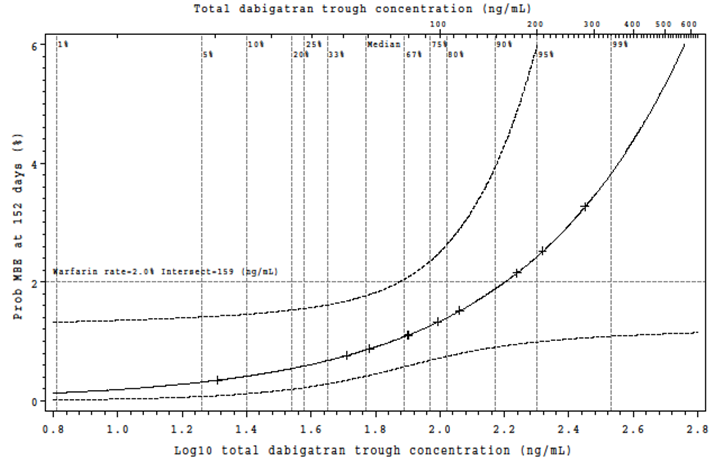 Total dabigatran trough concentration (ng/mL)
100 200 300 400 500 600
1% 10% 25% Median 75% 90% 99%
5% 20% 33% 67% 80% 95%
6
4
Prob MBE at 152 days (%)
Warfarin rate=2.0% Intersect=159 (ng/mL)
2
0
0.8 1.0 1.2 1.4 1.6 1.8 2.0 2.2 2.4 2.6 2.8
Log10 total dabigatran trough concentration (ng/mL)